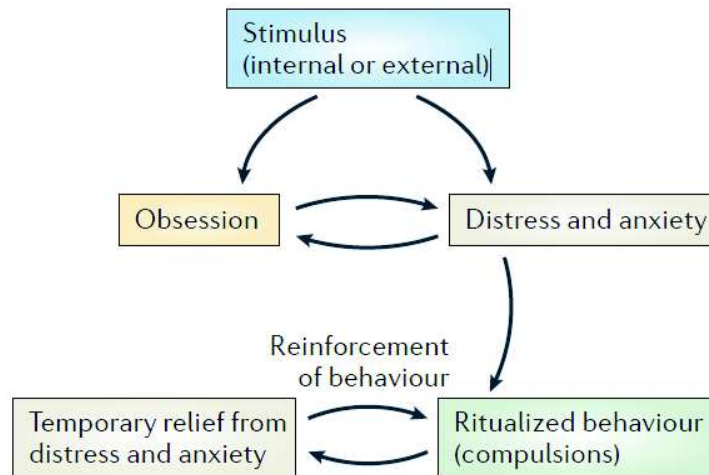 Stimulus
(internal or external)
Obsession
Distress and anxiety
Reinforcement
of behaviour
Temporary relief from
distress and anxiety
Ritualized behaviour
(compulsions)